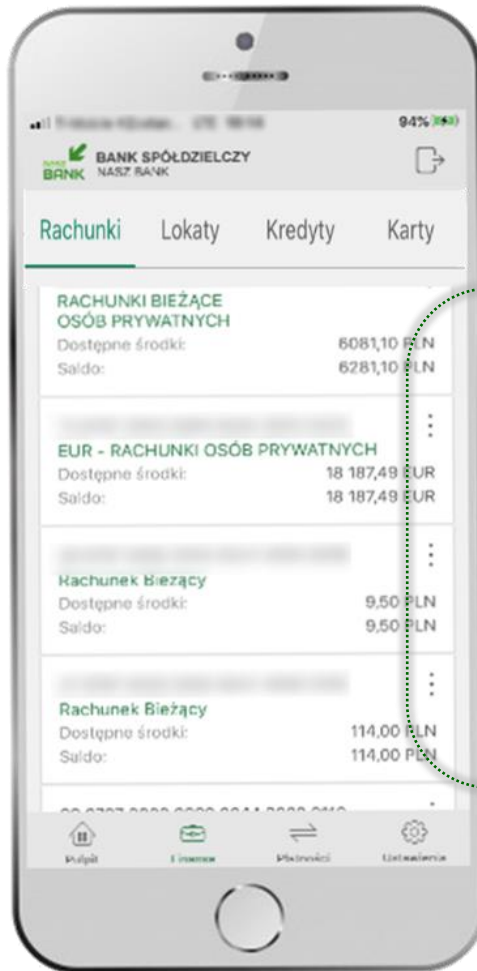 94%
NASZ BANK
BANK SPÓŁDZIELCZY
NASZ BANK
Rachunki Lokaty Kredyty Karty
RACHUNKI BIEŻĄCE
OSÓB PRYWATNYCH
Dostępne środki: 6081,10 PLN
Saldo: 6281,10 PLN
EUR - RACHUNKI OSÓB PRYWATNYCH
Dostępne środki: 18 187,49 EUR
Saldo: 18 187,49 EUR
Rachunek Bieżący
Dostępne środki: 9,50 PLN
Saldo: 9,50 PLN
Rachunek Bieżący
Dostępne środki: 114,00 PLN
Saldo: 114,00 PLN
Pulpit Finanse Płatności Ustawienia